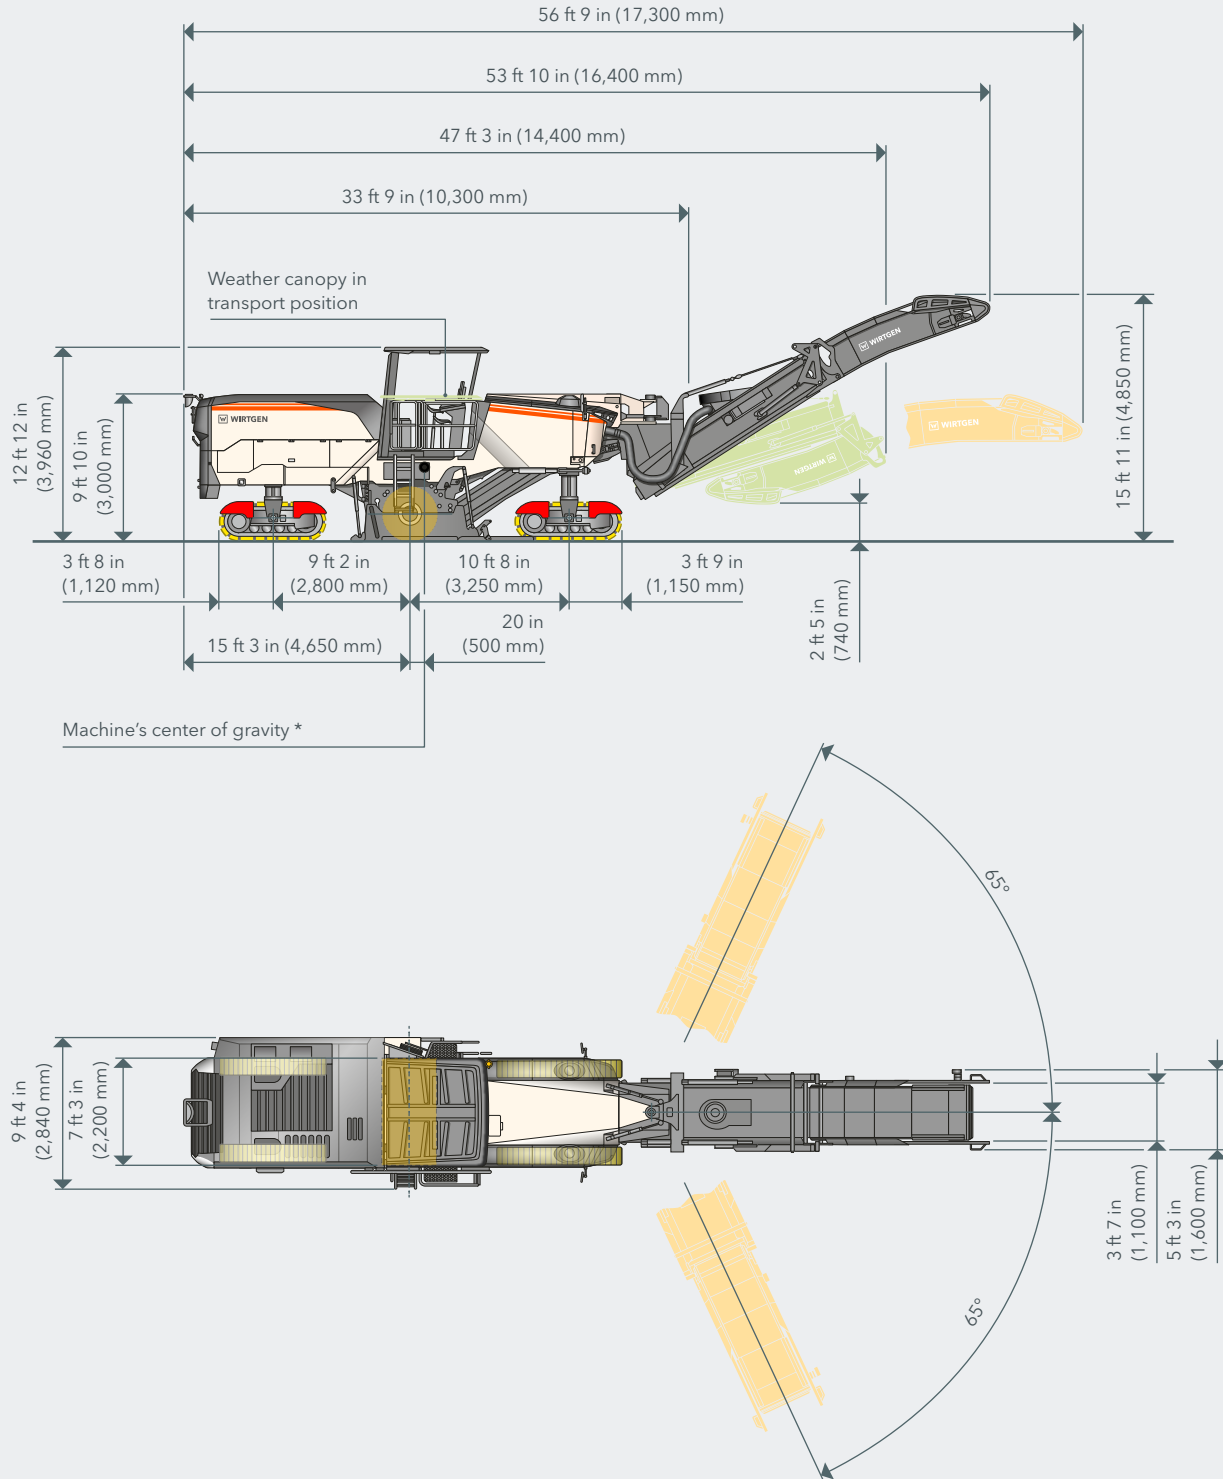 56 ft 9 in (17,300 mm)
53 ft 10 in (16,400 mm)
47 ft 3 in (14,400 mm)
33 ft 9 in (10,300 mm)
Weather canopy in
transport position
12 ft 12 in
(3,960 mm)
9 ft 10 in
(3,000 mm)
WIRTGEN
WIRTGEN
WIRTGEN
WIRTGEN
15 ft 11 in (4,850 mm)
3 ft 8 in
(1,120 mm)
9 ft 2 in
(2,800 mm)
10 ft 8 in
(3,250 mm)
3 ft 9 in
(1,150 mm)
2 ft 5 in
(740 mm)
15 ft 3 in (4,650 mm)
20 in
(500 mm)
Machine's center of gravity *
65°
9 ft 4 in
(2,840 mm)
7 ft 3 in
(2,200 mm)
3 ft 7 in
(1,100 mm)
5 ft 3 in
(1,600 mm)
65°